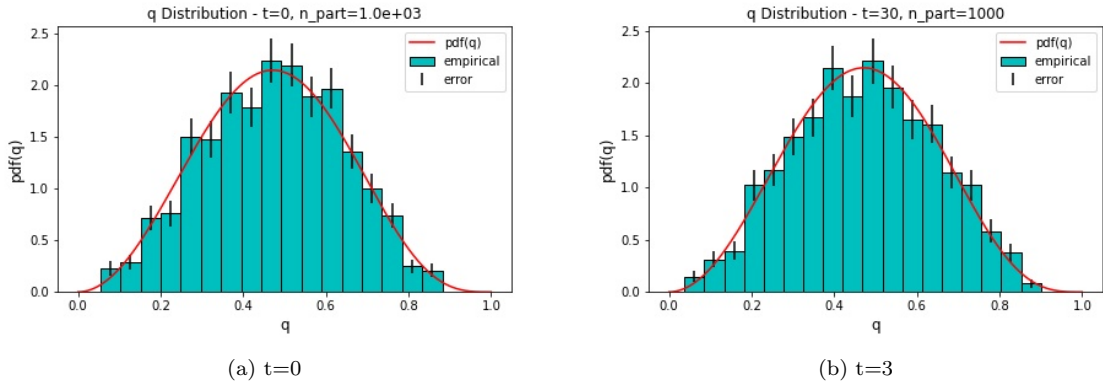 q Distribution - t=0, n_part=1.0e+03
pdf(q)
2.5
2.0
1.5
1.0
0.5
0.0
0.0 0.2 0.4 0.6 0.8 1.0
q
pdf(q)
empirical
error
(a) t=0
q Distribution - t=30, n_part=1000
pdf(q)
2.5
2.0
1.5
1.0
0.5
0.0
0.0 0.2 0.4 0.6 0.8 1.0
q
pdf(q)
empirical
error
(b) t=3